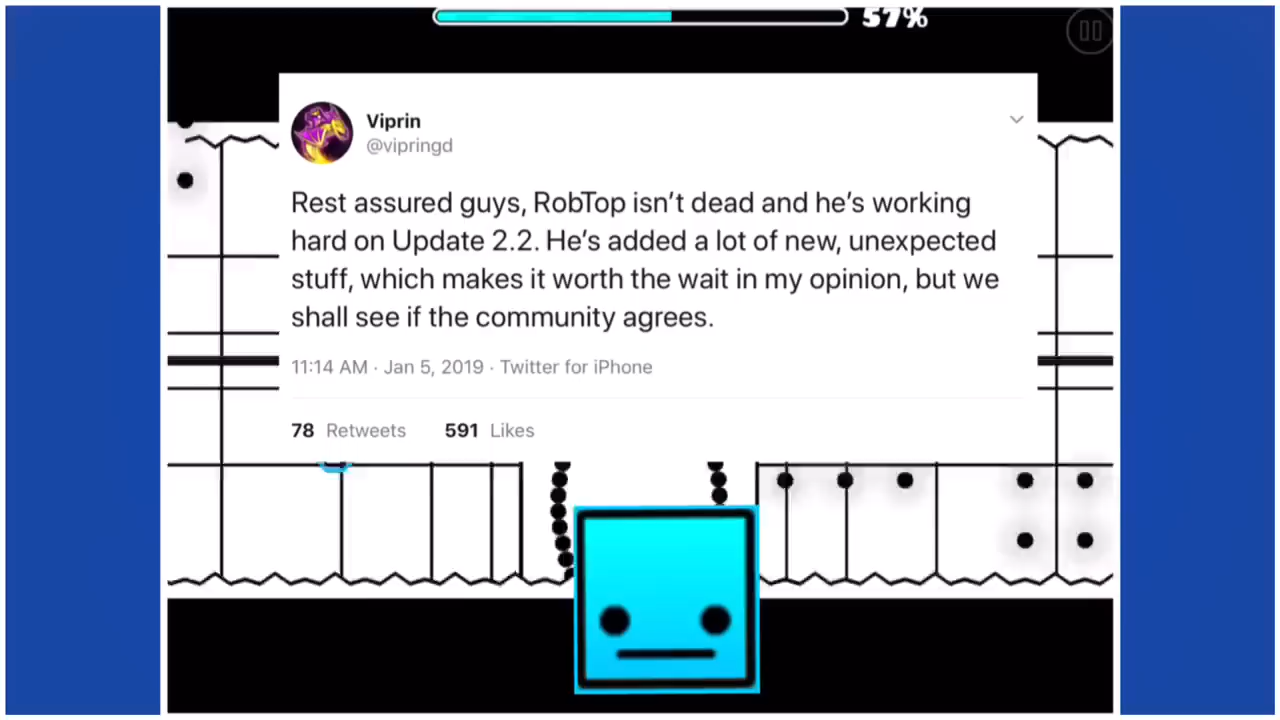 57%
Viprin
@vipringd
Rest assured guys, RobTop isn't dead and he's working
hard on Update 2.2. He's added a lot of new, unexpected
stuff, which makes it worth the wait in my opinion, but we
shall see if the community agrees.
11:14 AM · Jan 5, 2019 · Twitter for iPhone
78 Retweets 591 Likes